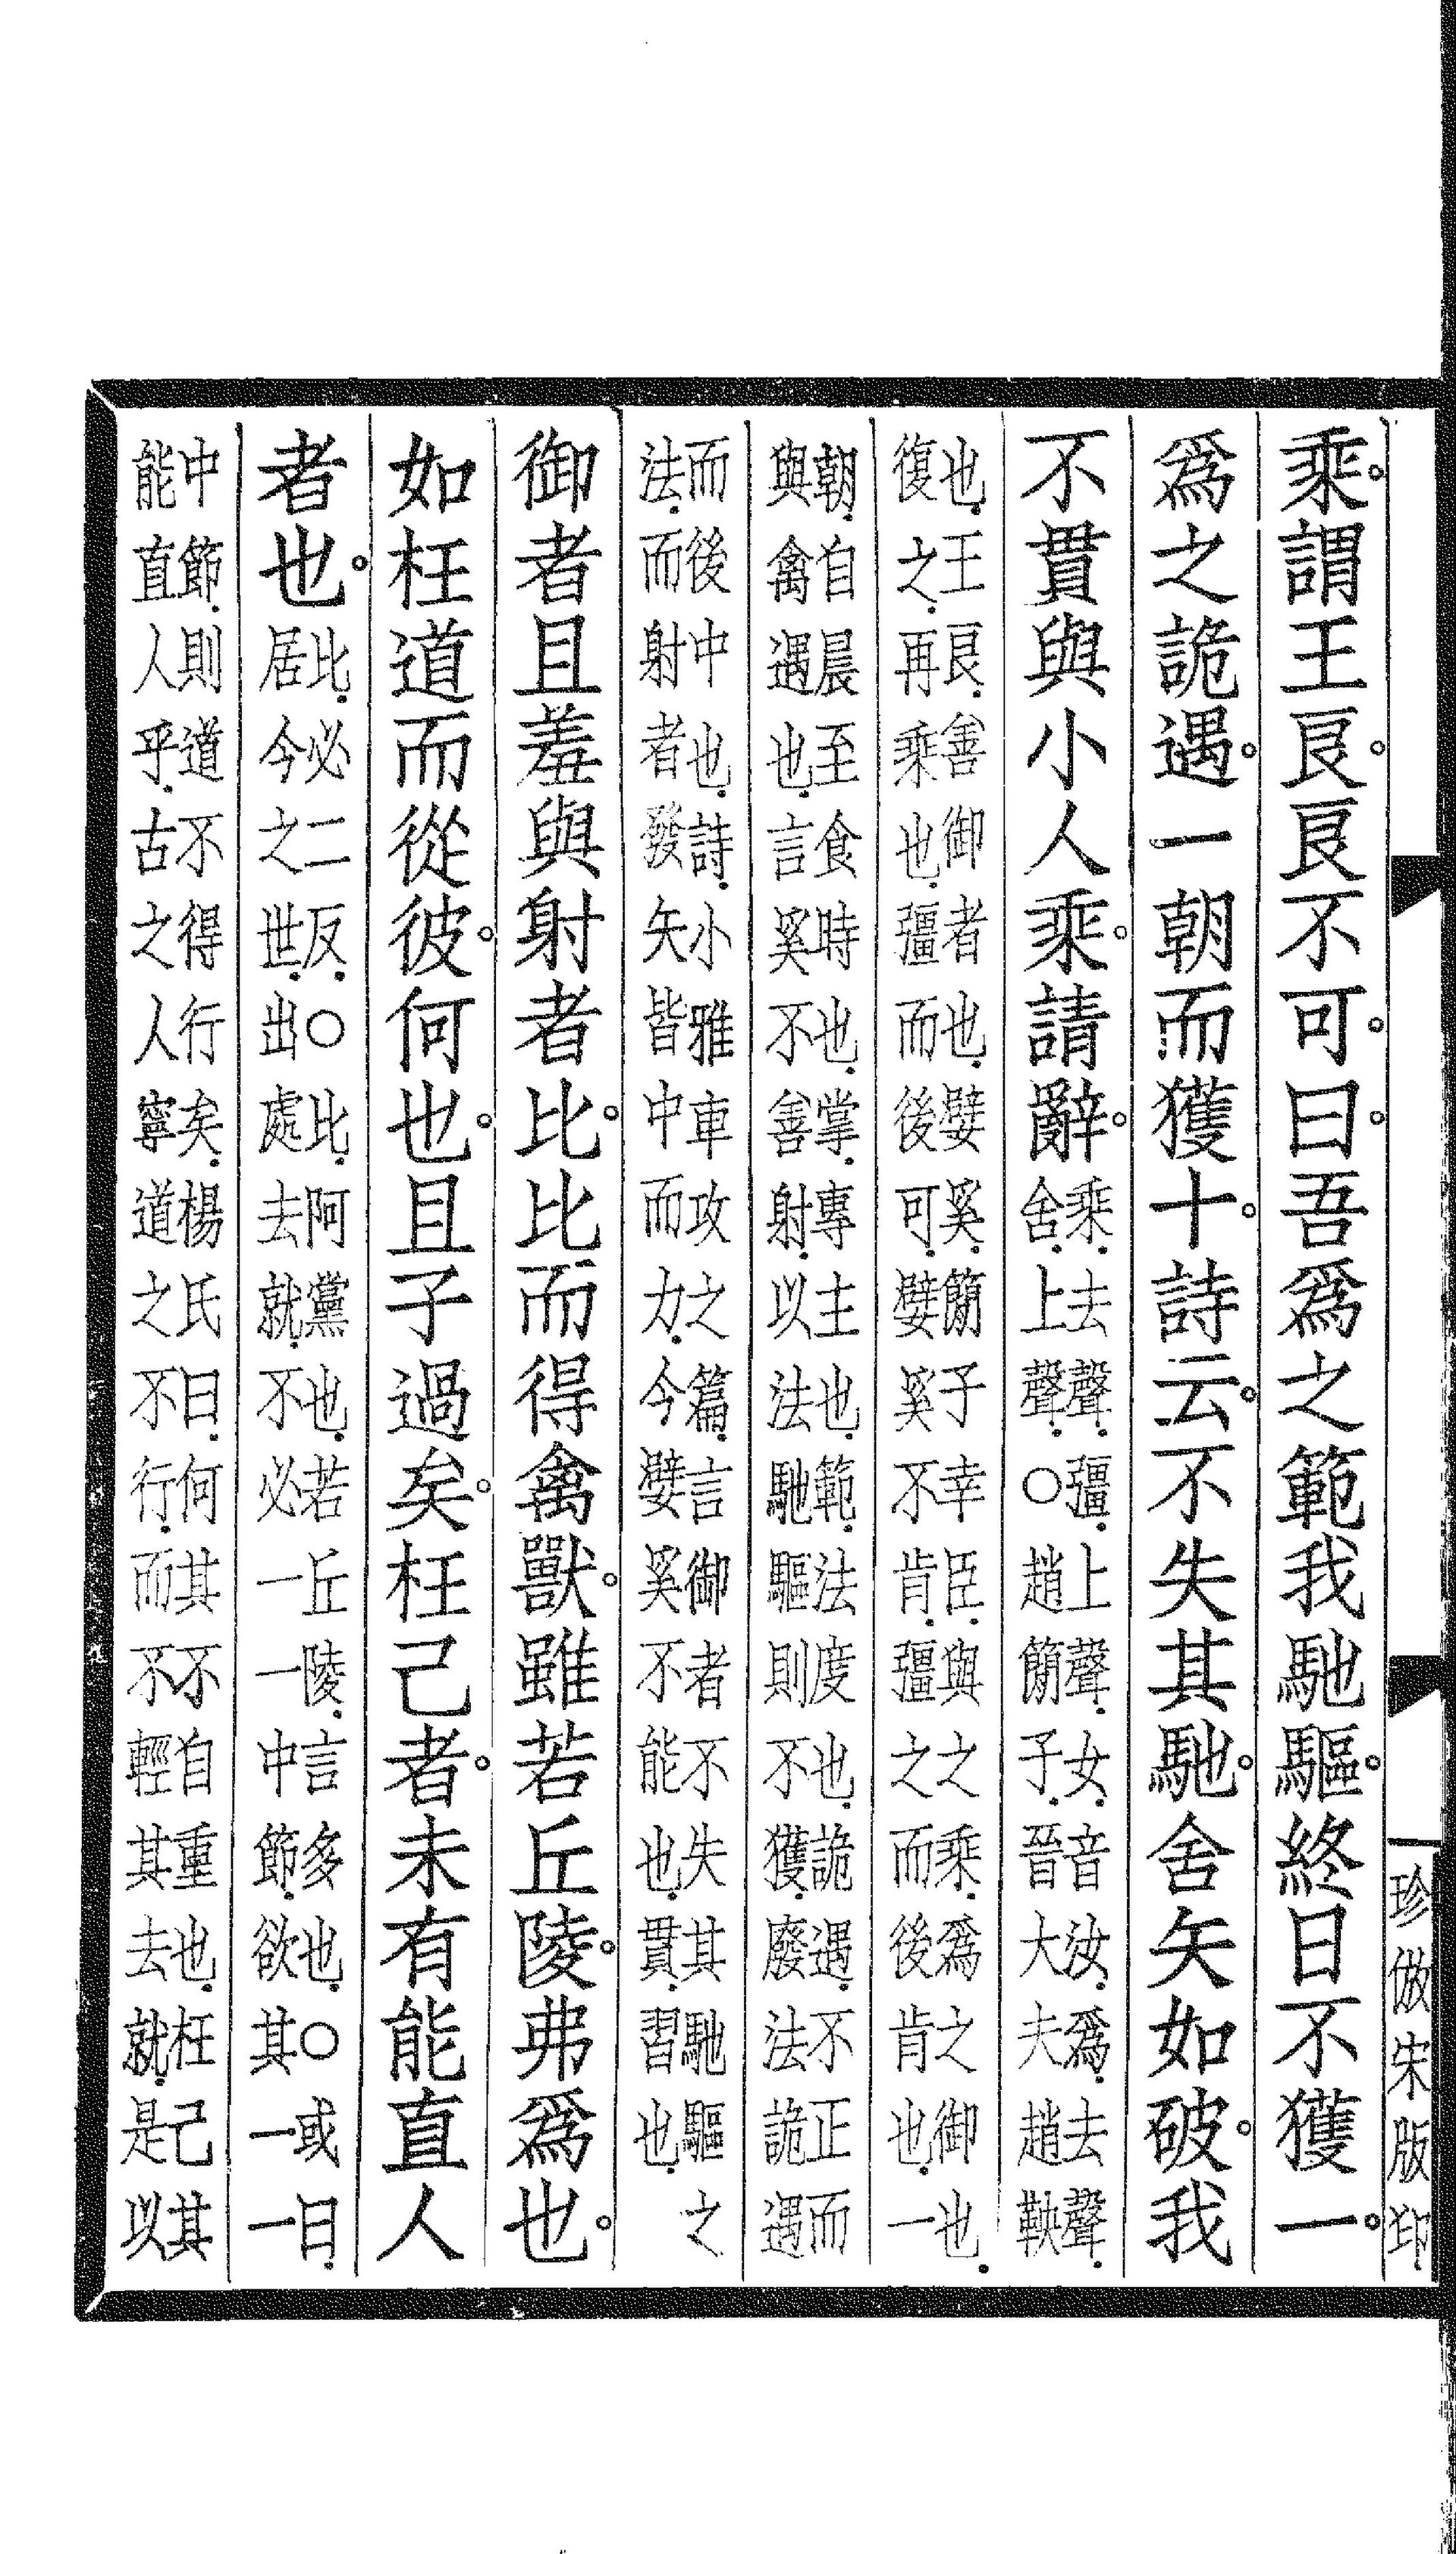 珍倣宋版印
乘。謂王良。良不可。曰。吾爲之範我馳驅。終日不獲一。
爲之詭遇。一朝而獲十。詩云。不失其馳。舍矢如破。我
不貫與小人乘。請辭。
乘.去聲.彊.上聲.女.音汝.爲.去聲.
舍.上聲.○趙簡子.晉大夫趙鞅
也.王良.善御者也.嬖奚.簡子幸臣.與之乘.爲之御也.
復之.再乘也.彊而後可.嬖奚不肯.彊之而後肯也.一
朝.自晨至食時也.掌.專主也.範.法度也.詭遇.不正而
與禽遇也.言奚不善射.以法馳驅則不獲.廢法詭遇
而後中也.詩.小雅車攻之篇.言御者不失其馳驅之
法.而射者發矢皆中而力.今嬖奚不能也.貫.習也.
御者且羞與射者比。比而得禽獸。雖若丘陵。弗爲也。
如枉道而從彼。何也。且子過矣。枉己者。未有能直人
者也。
比.必二反.○比.阿黨也.若丘陵.言多也.○或曰.
居今之世.出處去就.不必一一中節.欲其一一
中節.則道不得行矣.楊氏曰.何其不自重也.枉己其
能直人乎.古之人寧道之不行.而不輕其去就.是以